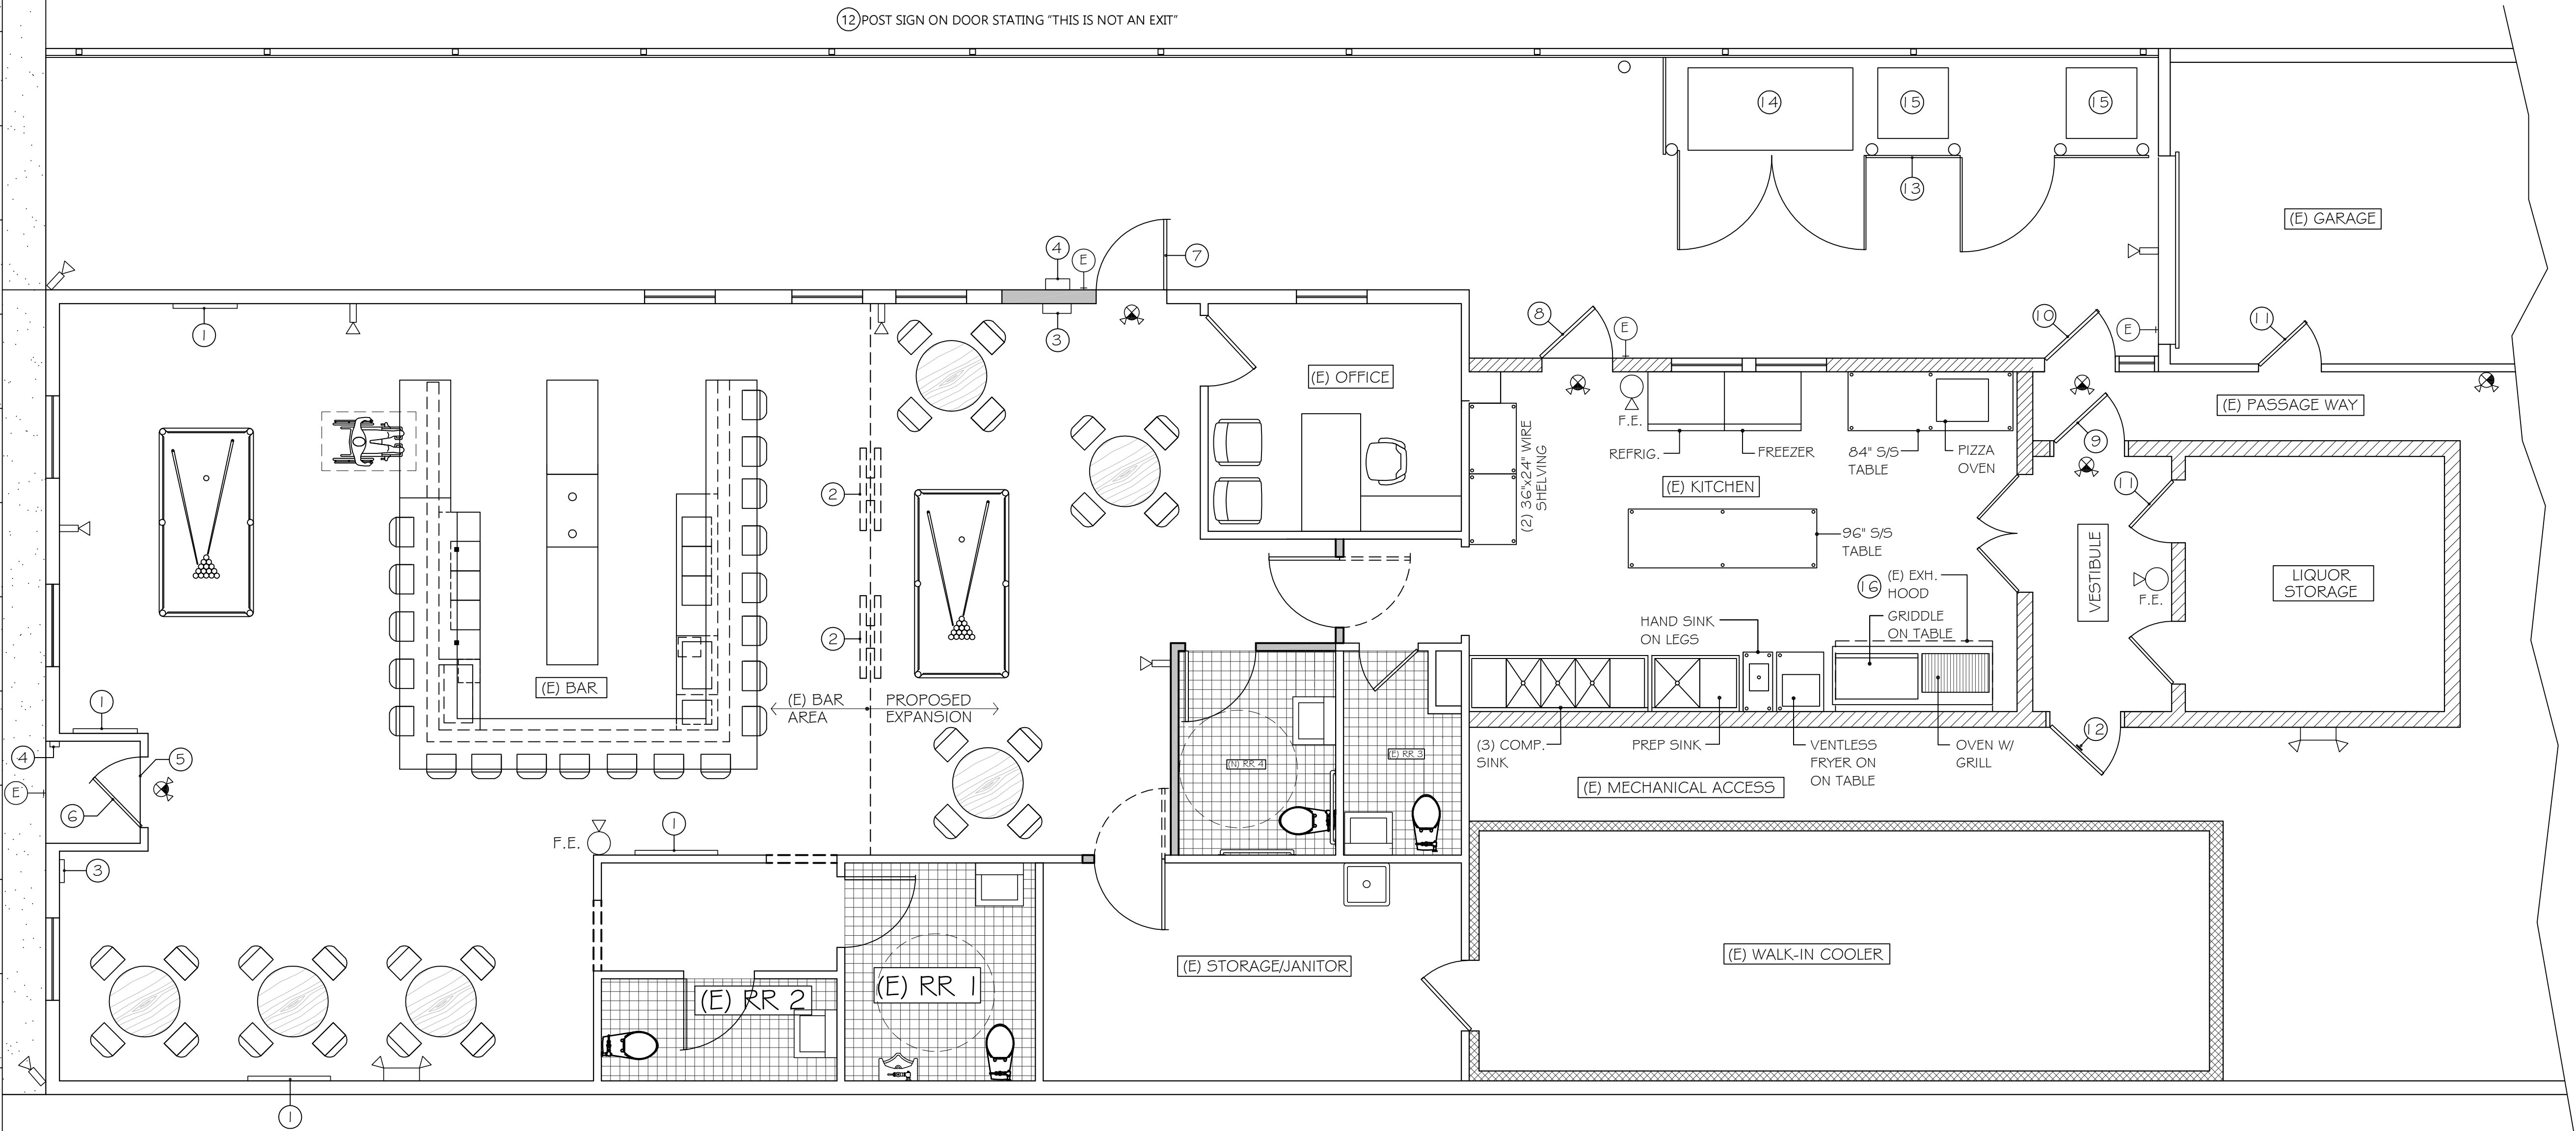 12 POST SIGN ON DOOR STATING "THIS IS NOT AN EXIT"
14
15
15
13
(E) GARAGE
4
E
7
8
E
10
E
11
1
3
(E) OFFICE
(E) PASSAGE WAY
F.E.
REFRIG.
FREEZER
84" S/S
TABLE
PIZZA
OVEN
9
(2) 36"x24" WIRE
SHELVING
(E) KITCHEN
2
11
96" S/S
TABLE
VESTIBULE
LIQUOR
STORAGE
F.E.
16
(E) EXH.
HOOD
GRIDDLE
ON TABLE
HAND SINK
ON LEGS
2
(E) BAR
(E) BAR
AREA
PROPOSED
EXPANSION
1
4
5
E
6
3
(3) COMP.
SINK
PREP SINK
VENTLESS
FRYER ON
ON TABLE
OVEN W/
GRILL
12
(N) RR 4
(E) RR 3
(E) MECHANICAL ACCESS
F.E.
1
(E) STORAGE/JANITOR
(E) WALK-IN COOLER
(E) RR 2
(E) RR 1
1